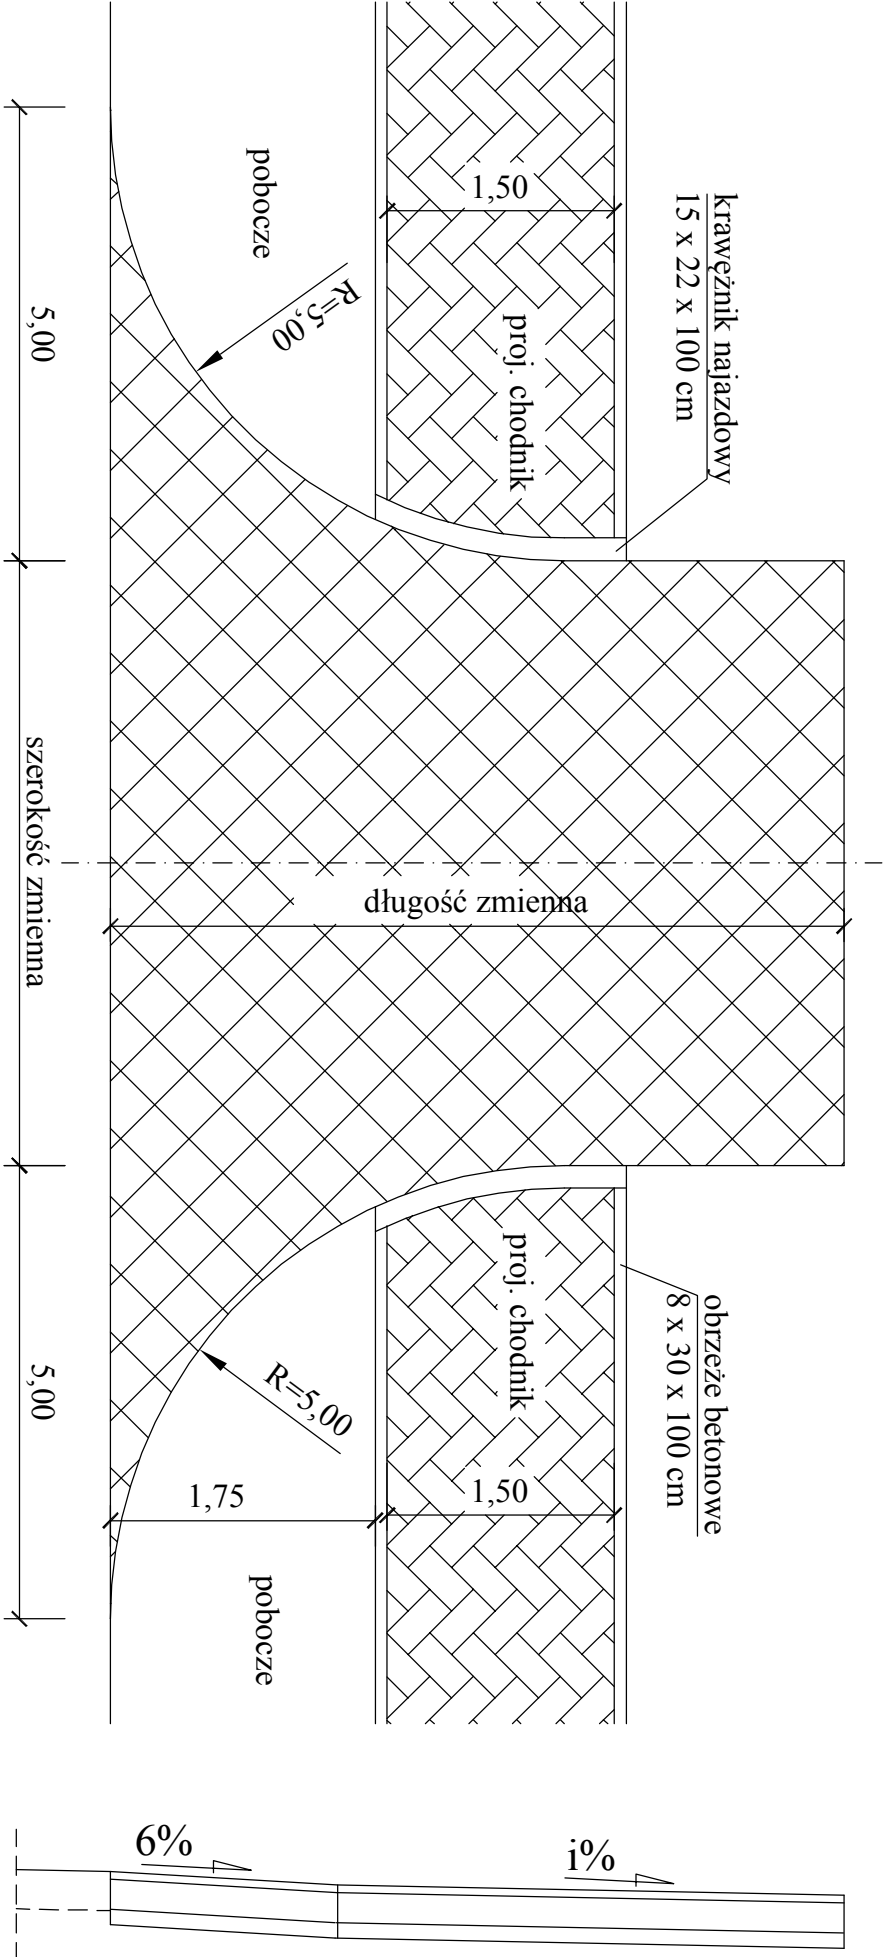 krawężnik najazdowy
15 x 22 x 100 cm
1,50
pobocze
R=5,00
proj. chodnik
5,00
szerokość zmienna
długość zmienna
obrzeże betonowe
8 x 30 x 100 cm
proj. chodnik
R=5,00
5,00
1,75
1,50
pobocze
6%
i%